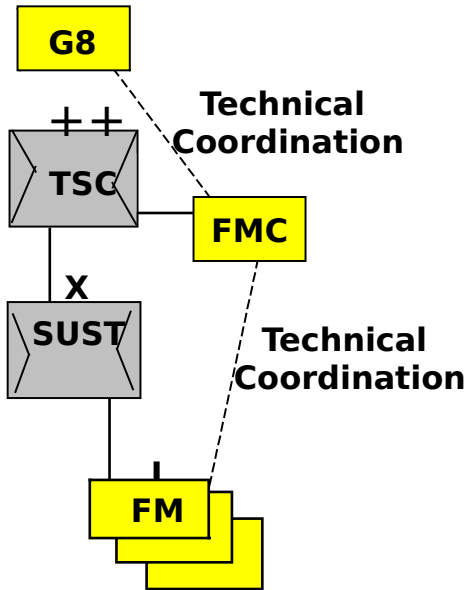 G8
Technical
Coordination
++
TSC
FMC
X
SUST
Technical
Coordination
I
FM